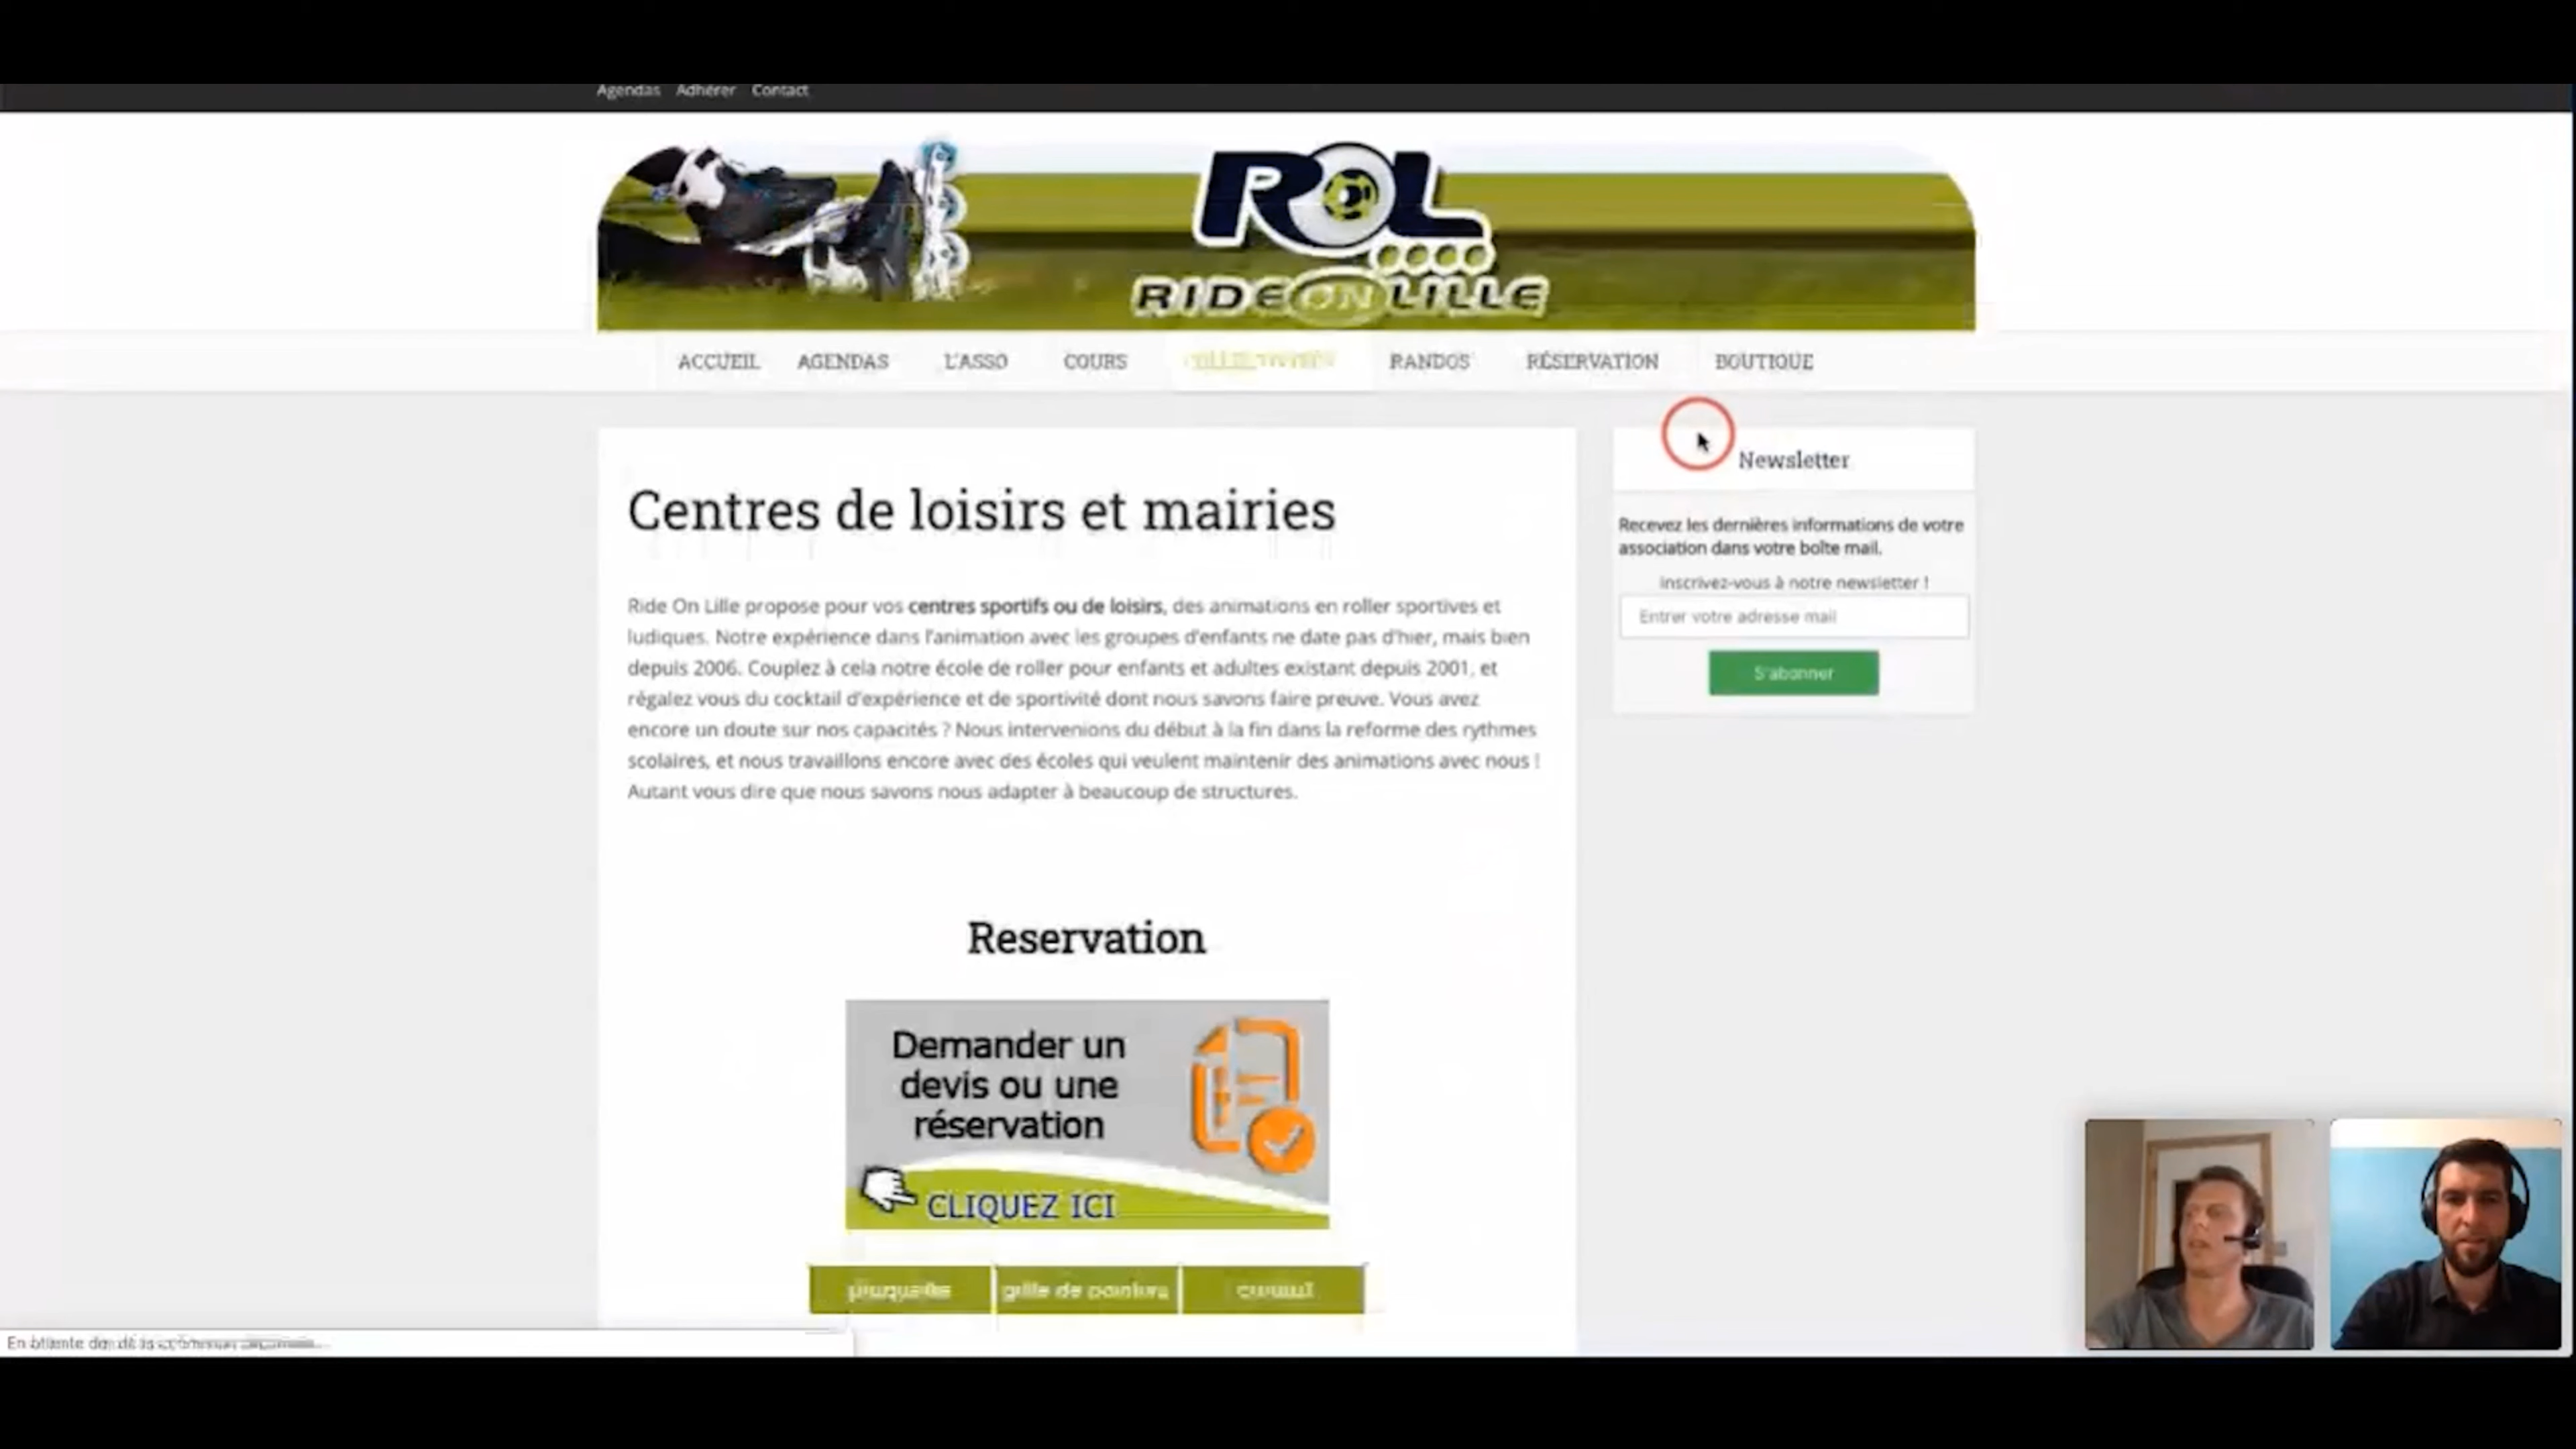 Agendas Adhérer Contact
ROL
RIDE ON LILLE
ACCUEIL AGENDAS L'ASSO COURS RANDOS RÉSERVATION BOUTIQUE
Centres de loisirs et mairies
Ride On Lille propose pour vos centres sportifs ou de loisirs, des animations en roller sportives et
ludiques. Notre expérience dans l'animation avec les groupes d'enfants ne date pas d'hier, mais bien
depuis 2006. Couplez à cela notre école de roller pour enfants et adultes existant depuis 2001, et
régalez vous du cocktail d'expérience et de sportivité dont nous savons faire preuve. Vous avez
encore un doute sur nos capacités ? Nous intervenions du début à la fin dans la reforme des rythmes
scolaires, et nous travaillons encore avec des écoles qui veulent maintenir des animations avec nous !
Autant vous dire que nous savons nous adapter à beaucoup de structures.
Reservation
Demander un
devis ou une
réservation
CLIQUEZ ICI
grille de
Newsletter
Recevez les dernières informations de votre
association dans votre boîte mail.
Inscrivez-vous à notre newsletter !
Entrer votre adresse mail
S'abonner
En attente de